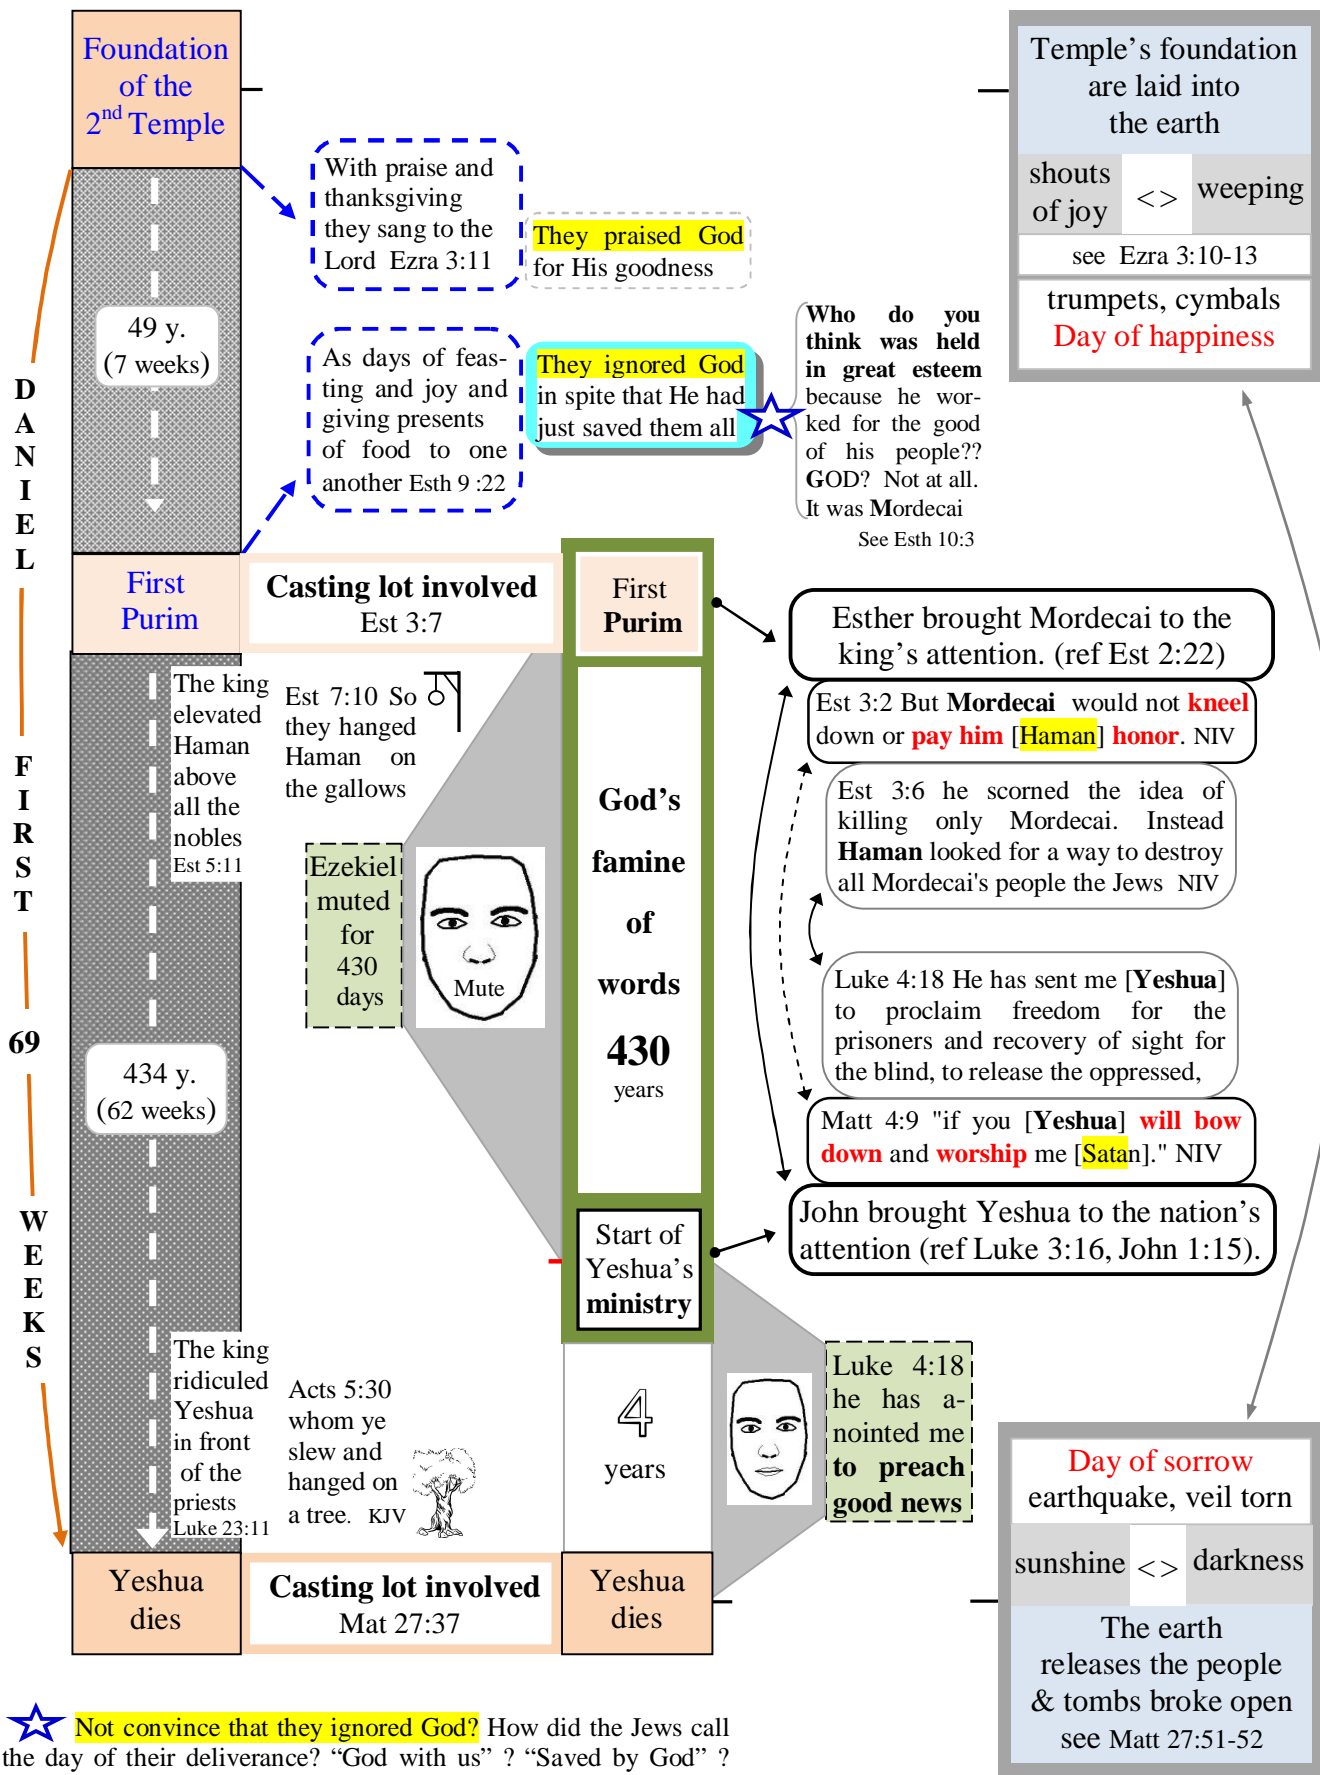 Foundation
of the
2nd Temple
With praise and
thanksgiving
they sang to the
Lord Ezra 3:11
They praised God
for His goodness
Temple's foundation
are laid into
the earth
shouts
of joy
< >
weeping
see Ezra 3:10-13
trumpets, cymbals
Day of happiness
49 y.
(7 weeks)
As days of feas-
ting and joy and
giving presents
of food to one
another Esth 9 :22
They ignored God
in spite that He had
just saved them all
Who do you
think was held
in great esteem
because he wor-
ked for the good
of his people??
GOD? Not at all.
It was Mordecai
See Esth 10:3
DANIEL
FIRST
69
WEEKS
First
Purim
Casting lot involved
Est 3:7
First
Purim
Esther brought Mordecai to the
king's attention. (ref Est 2:22)
The king
elevated
Haman
above
all the
nobles
Est 5:11
Est 7:10 So
they hanged
Haman on
the gallows
Est 3:2 But Mordecai would not kneel
down or pay him [Haman] honor. NIV
Est 3:6 he scorned the idea of
killing only Mordecai. Instead
Haman looked for a way to destroy
all Mordecai's people the Jews NIV
God's
famine
of
words
430
years
Ezekiel
muted
for
430
days
Mute
434 y.
(62 weeks)
Luke 4:18 He has sent me [Yeshua]
to proclaim freedom for the
prisoners and recovery of sight for
the blind, to release the oppressed,
Matt 4:9 "if you [Yeshua] will bow
down and worship me [Satan]." NIV
John brought Yeshua to the nation's
attention (ref Luke 3:16, John 1:15).
Start of
Yeshua's
ministry
The king
ridiculed
Yeshua
in front
of the
priests
Luke 23:11
Acts 5:30
whom ye
slew and
hanged on
a tree. KJV
4
years
Luke 4:18
he has a-
nointed me
to preach
good news
Day of sorrow
earthquake, veil torn
sunshine
< >
darkness
The earth
releases the people
& tombs broke open
see Matt 27:51-52
Yeshua
dies
Casting lot involved
Mat 27:37
Yeshua
dies
Not convince that they ignored God? How did the Jews call
the day of their deliverance? "God with us" ? "Saved by God" ?